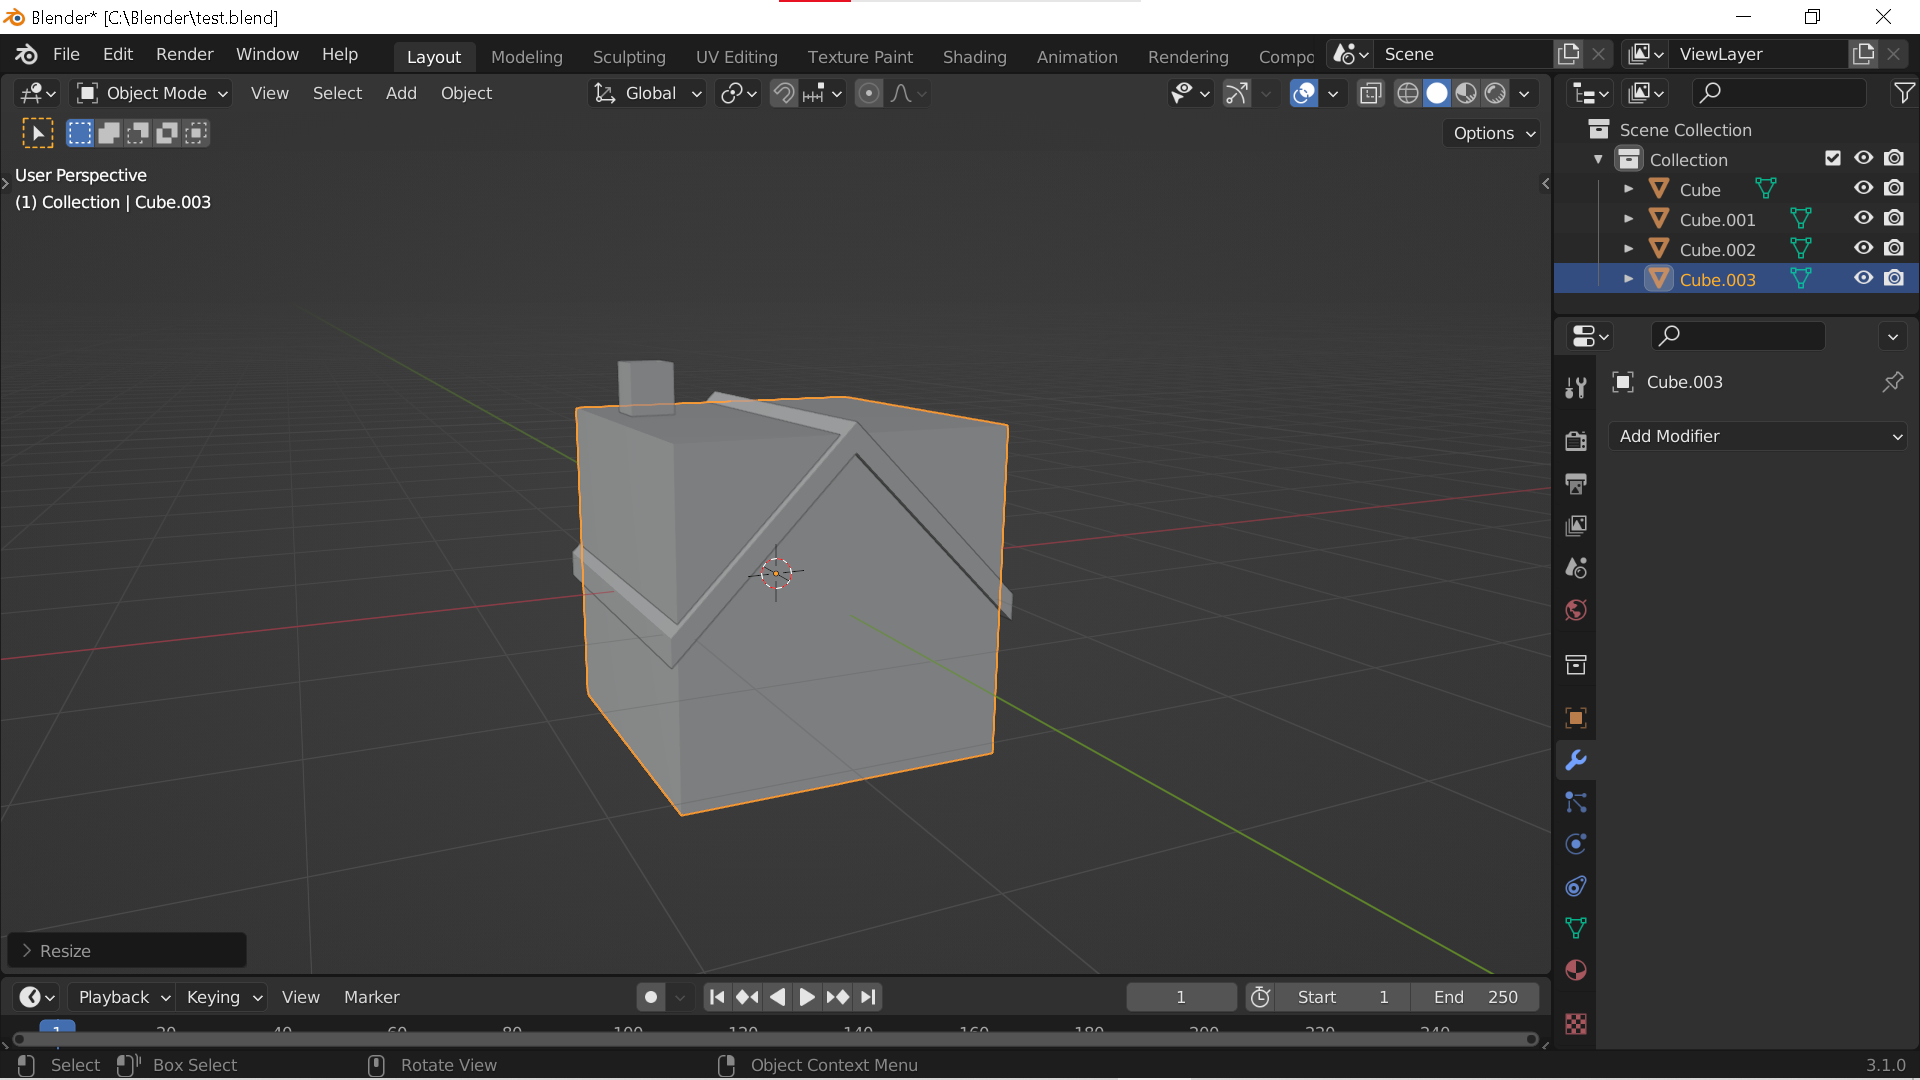 Blender* [C:\Blender\test.blend]
File Edit Render Window Help Layout Modeling Sculpting UV Editing Texture Paint Shading Animation Rendering Compo Scene ViewLayer
Object Mode View Select Add Object Global
Options
User Perspective
(1) Collection | Cube.003
Scene Collection
Collection
Cube
Cube.001
Cube.002
Cube.003
Cube.003
Add Modifier
Resize
Playback Keying View Marker 1 Start 1 End 250
1 20 40 60 80 100 120 140 160 180 200 220 240
Select Box Select Rotate View Object Context Menu 3.1.0